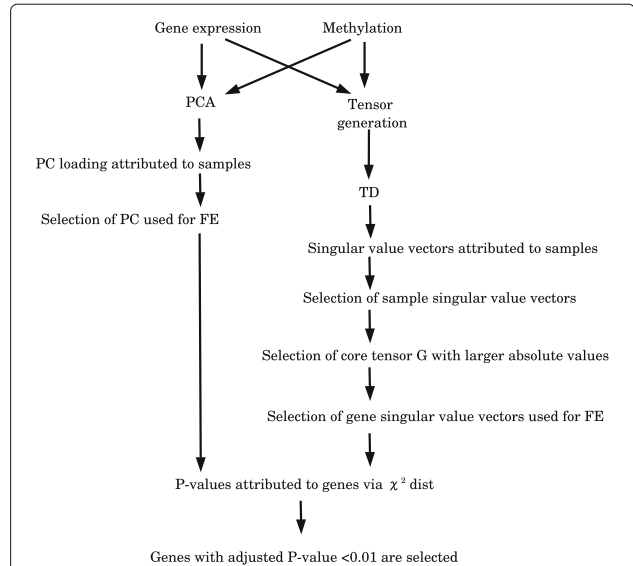 Gene expression
Methylation
PCA
Tensor
generation
PC loading attributed to samples
TD
Selection of PC used for FE
Singular value vectors attributed to samples
Selection of sample singular value vectors
Selection of core tensor G with larger absolute values
Selection of gene singular value vectors used for FE
P-values attributed to genes via χ² dist
Genes with adjusted P-value <0.01 are selected